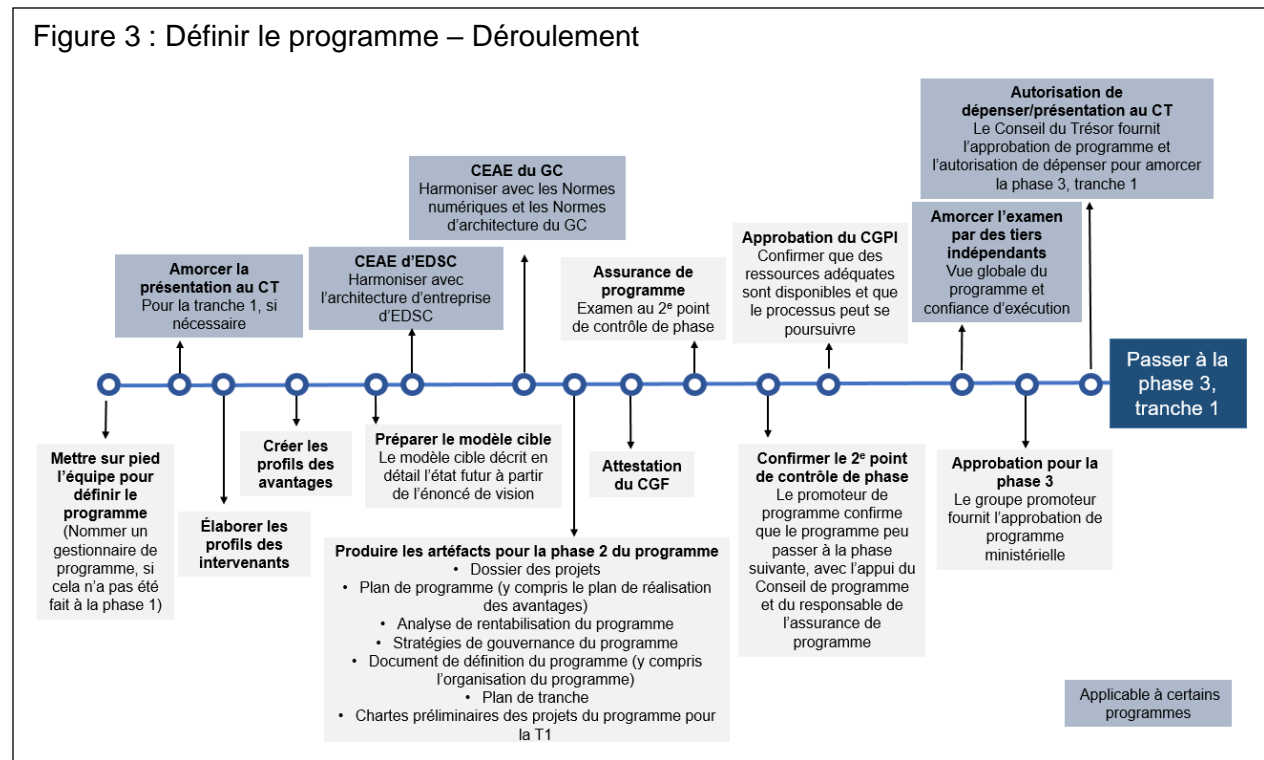 Figure 3 : Définir le programme – Déroulement
Autorisation de
dépenser/présentation au CT
Le Conseil du Trésor fournit
l’approbation de programme et
l’autorisation de dépenser pour amorcer
la phase 3, tranche 1
CEAE du GC
Harmoniser avec les Normes
numériques et les Normes
d’architecture du GC
Amorcer l’examen
par des tiers
indépendants
Vue globale du
programme et
confiance d’exécution
Approbation du CGPI
Confirmer que des
ressources adéquates
sont disponibles et que
le processus peut se
poursuivre
CEAE d’EDSC
Harmoniser avec
l’architecture d’entreprise
d’EDSC
Amorcer la
présentation au CT
Pour la tranche 1, si
nécessaire
Assurance de
programme
Examen au 2e point
de contrôle de phase
Passer à la
phase 3,
tranche 1
Mettre sur pied
l’équipe pour
définir le
programme
(Nommer un
gestionnaire de
programme, si
cela n’a pas été
fait à la phase 1)
Élaborer les
profils des
intervenants
Créer les
profils des
avantages
Préparer le modèle cible
Le modèle cible décrit en
détail l’état futur à partir
de l’énoncé de vision
Produire les artéfacts pour la phase 2 du programme
• Dossier des projets
• Plan de programme (y compris le plan de réalisation
des avantages)
• Analyse de rentabilisation du programme
• Stratégies de gouvernance du programme
• Document de définition du programme (y compris
l’organisation du programme)
• Plan de tranche
• Chartes préliminaires des projets du programme pour
la T1
Attestation
du CGF
Confirmer le 2e point
de contrôle de phase
Le promoteur de
programme confirme
que le programme peu
passer à la phase
suivante, avec l’appui du
Conseil de programme
et du responsable de
l’assurance de
programme
Approbation pour la
phase 3
Le groupe promoteur
fournit l’approbation de
programme
ministérielle
Applicable à certains
programmes